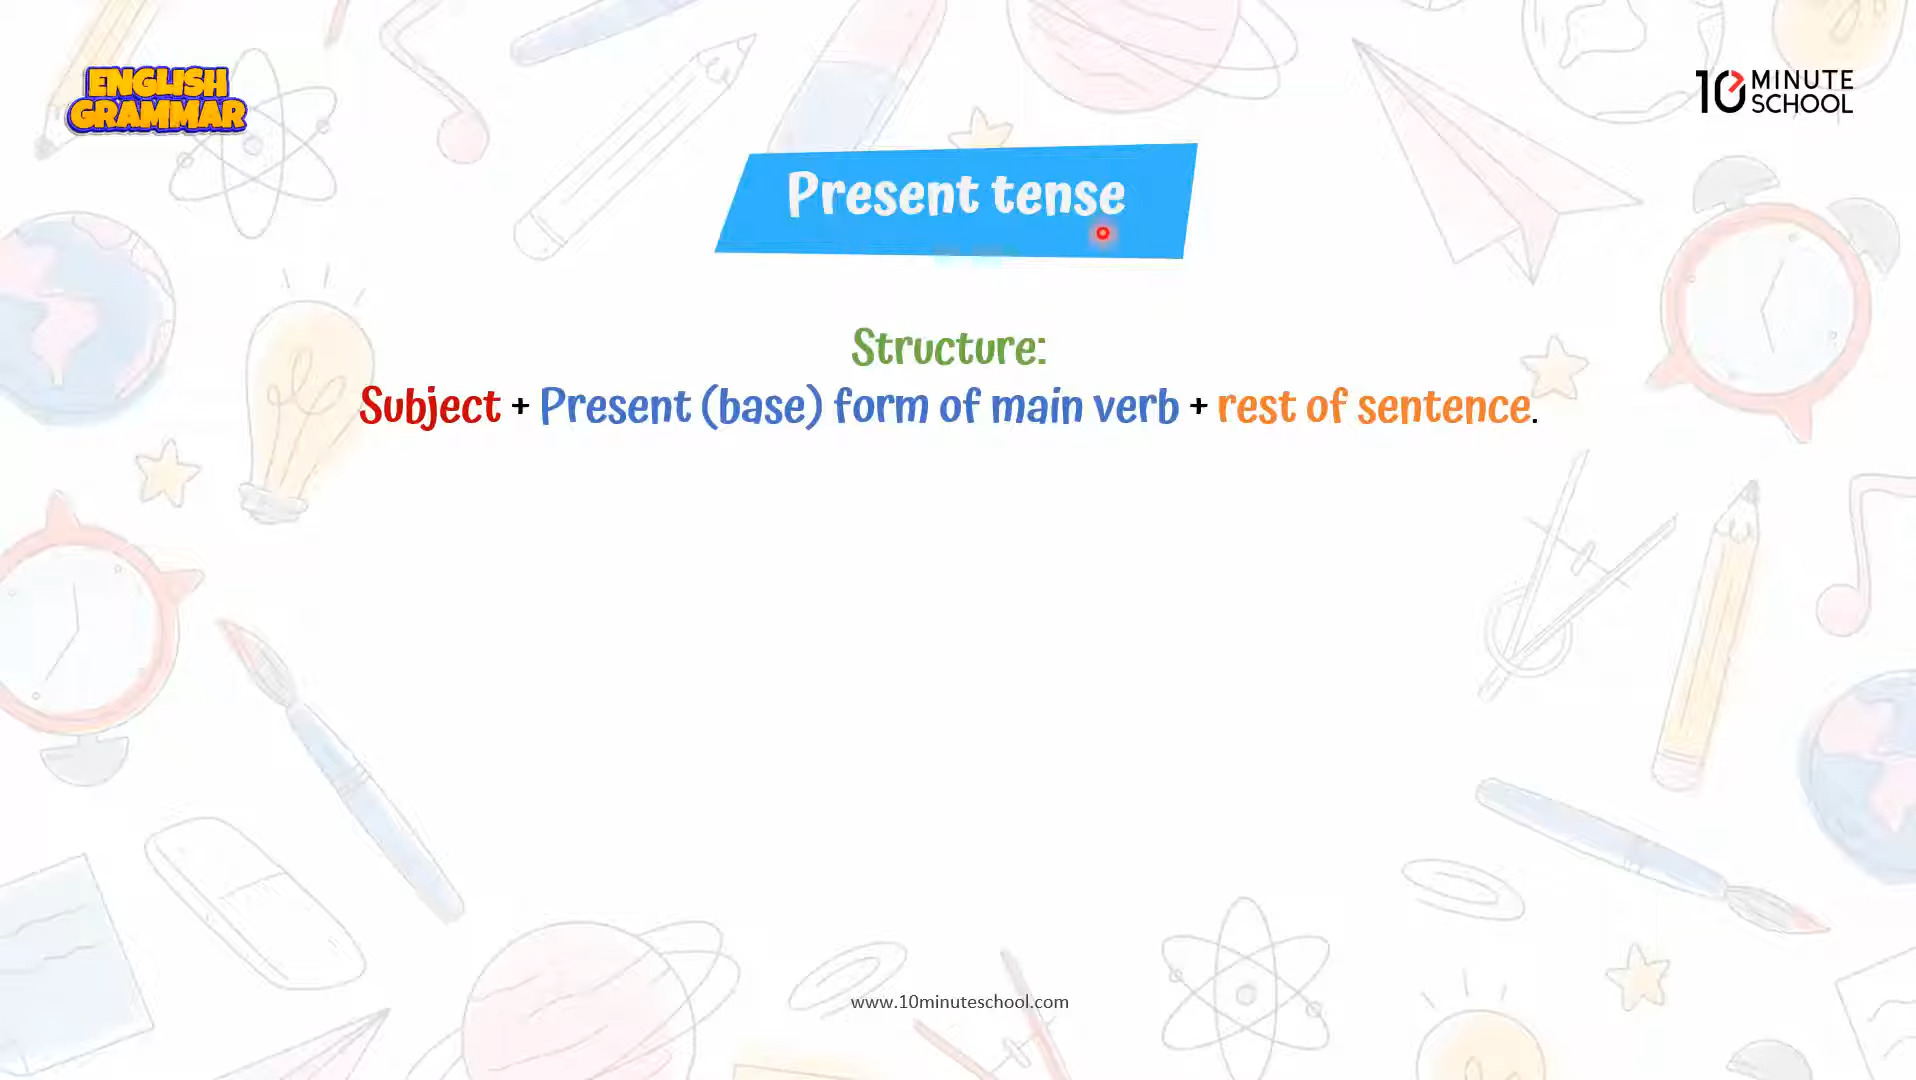 ENGLISH
GRAMMAR
10 MINUTE
SCHOOL
Present tense
Structure:
Subject + Present (base) form of main verb + rest of sentence.
www.10minuteschool.com